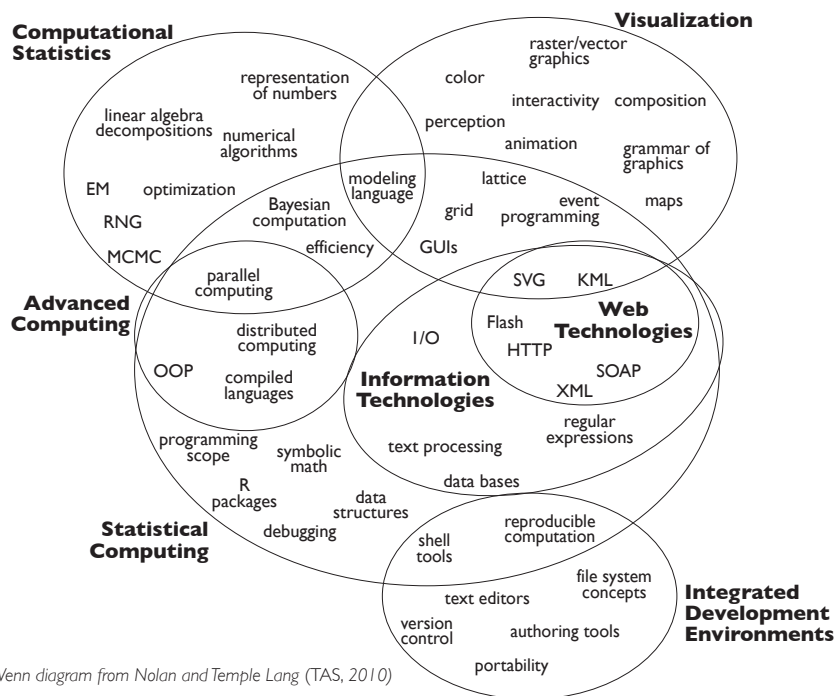 Computational
Statistics
Visualization
raster/vector
graphics
representation
of numbers
color
interactivity
composition
linear algebra
decompositions
numerical
algorithms
perception
animation
grammar of
graphics
EM
optimization
modeling
language
lattice
maps
RNG
Bayesian
computation
grid
event
programming
MCMC
efficiency
GUIs
parallel
computing
SVG
KML
Advanced
Computing
Web
Technologies
distributed
computing
I/O
Flash
HTTP
OOP
compiled
languages
Information
Technologies
SOAP
XML
programming
scope
symbolic
math
text processing
regular
expressions
R
packages
data
structures
data bases
Statistical
Computing
debugging
shell
tools
reproducible
computation
text editors
file system
concepts
Integrated
Development
Environments
version
control
authoring tools
portability
Venn diagram from Nolan and Temple Lang (TAS, 2010)